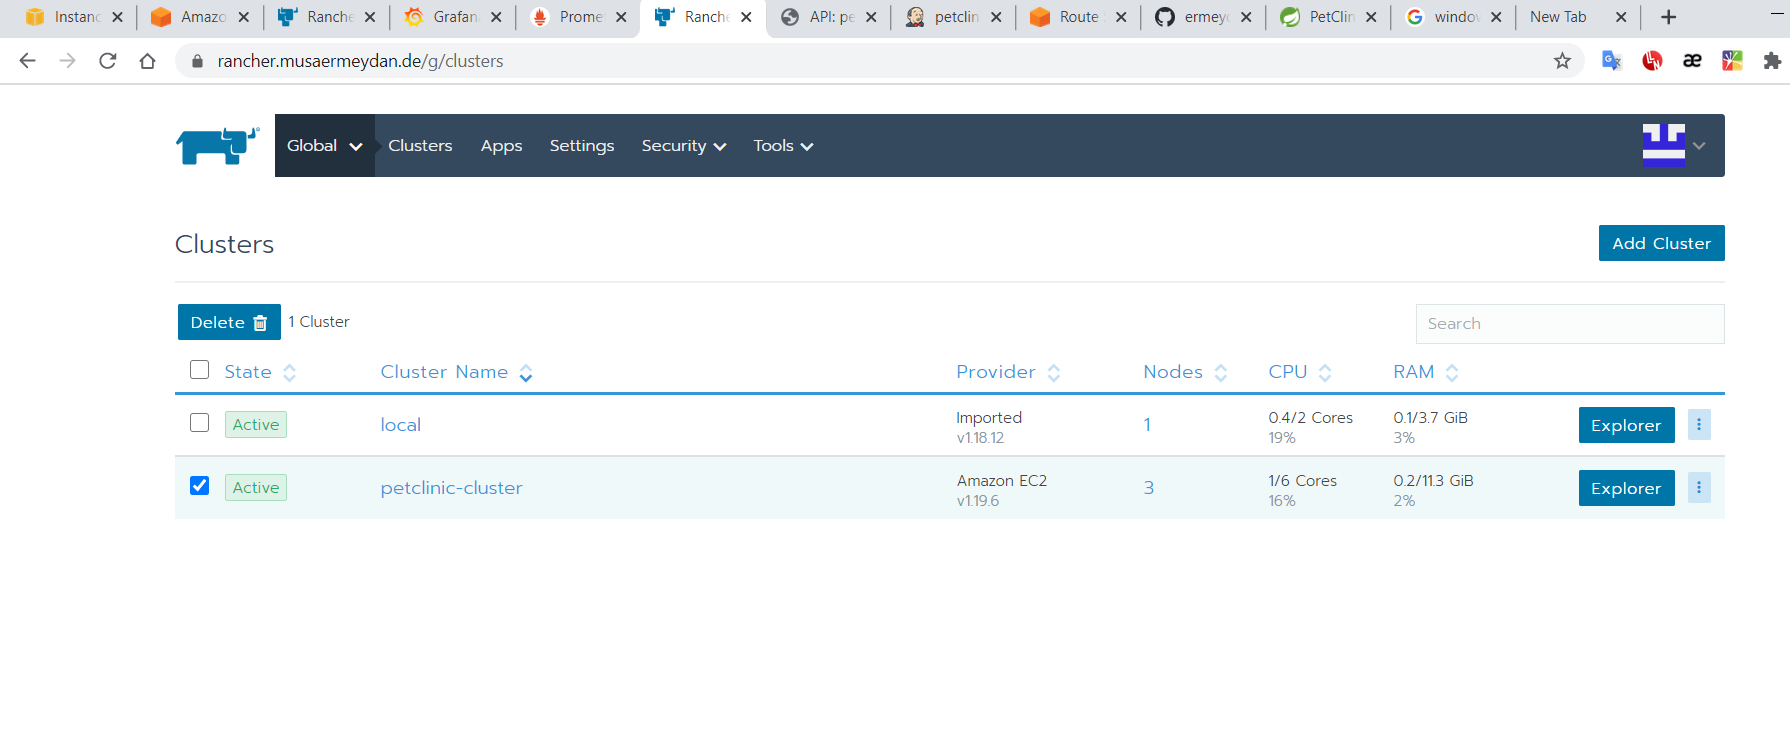 Instanc Amazo Ranche Grafana Prome Ranche API: pe petclin Route ermeyd PetClin window New Tab
rancher.musaermeydan.de/g/clusters
Global Clusters Apps Settings Security Tools
Clusters
Add Cluster
Delete 1 Cluster
Search
State Cluster Name Provider Nodes CPU RAM
Active local Imported 1 0.4/2 Cores 0.1/3.7 GiB Explorer
v1.18.12 19% 3%
Active petclinic-cluster Amazon EC2 3 1/6 Cores 0.2/11.3 GiB Explorer
v1.19.6 16% 2%